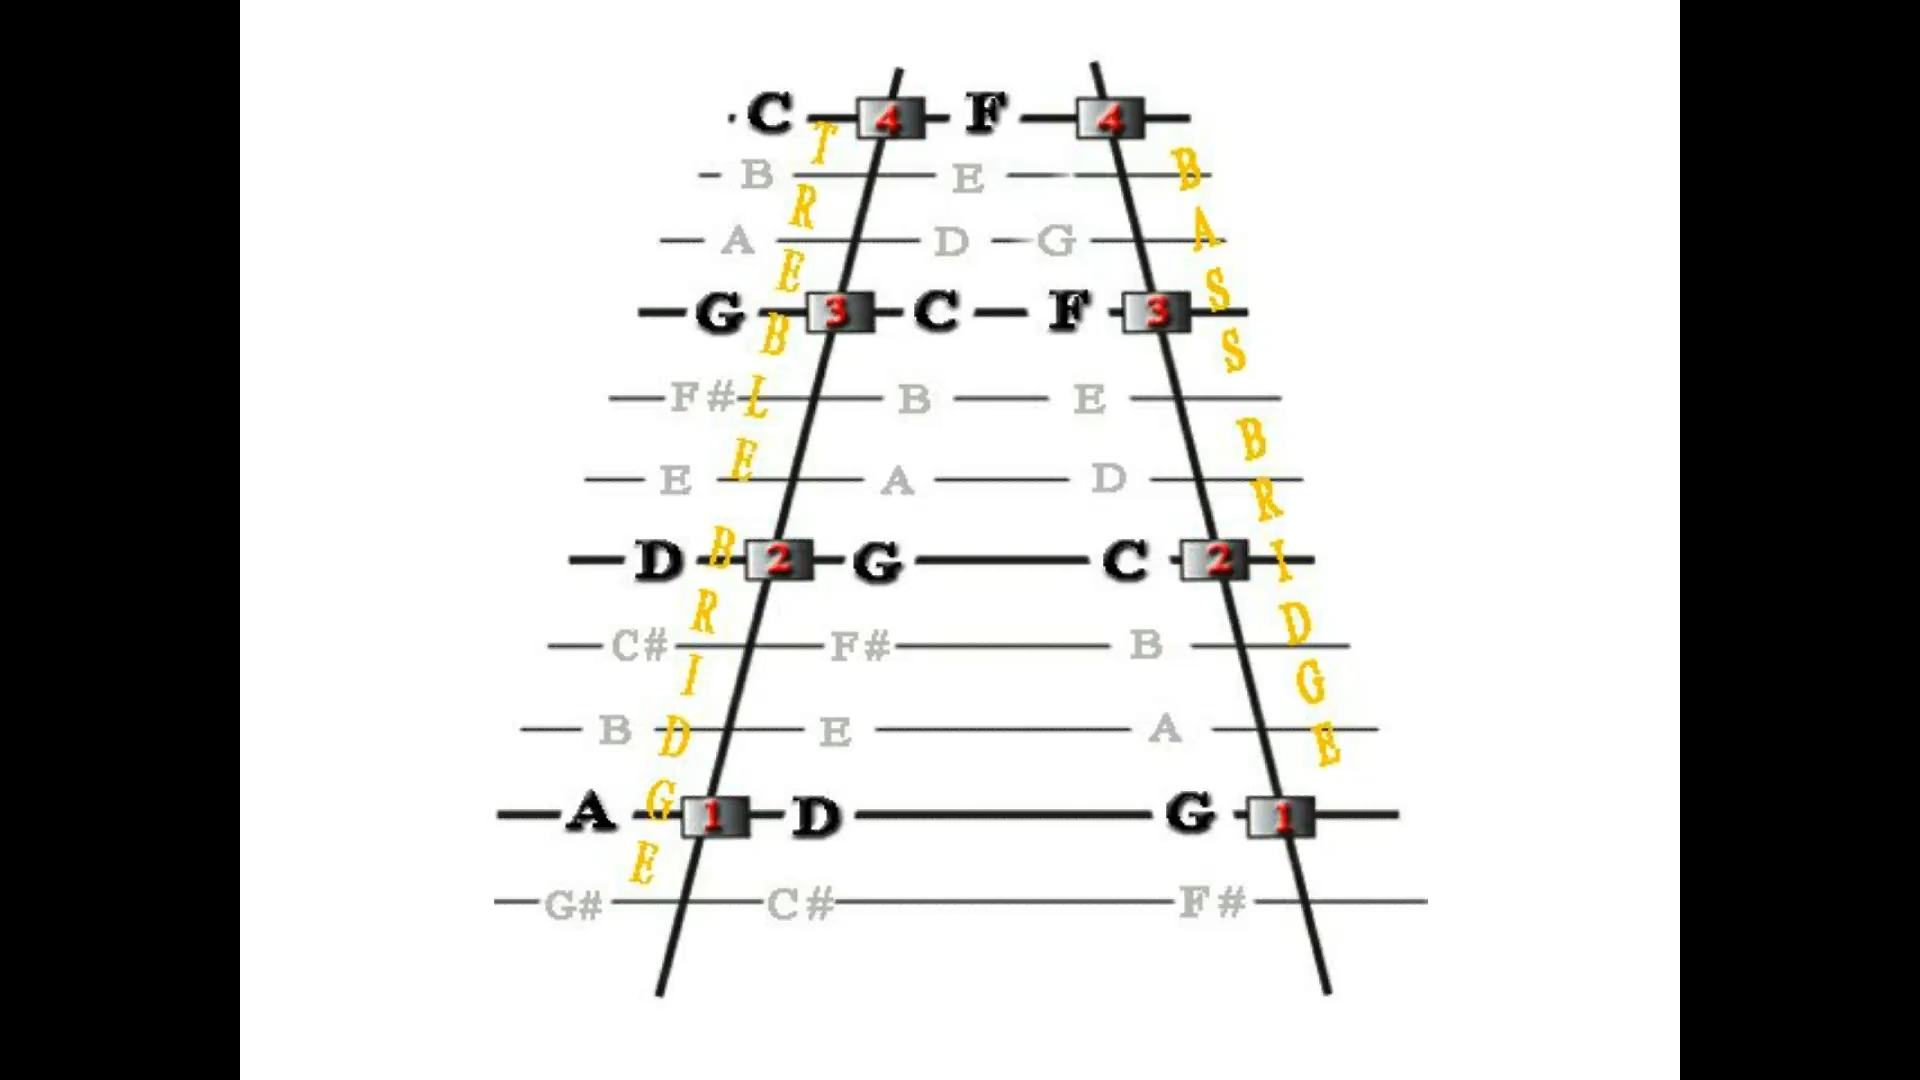 C 4 F 4
B E
A D G
G 3 C F 3
F# B E
E A D
D 2 G C 2
C# F# B
B E A
A 1 D G 1
G# C# F#
TREBLE BRIDGE
BASS BRIDGE